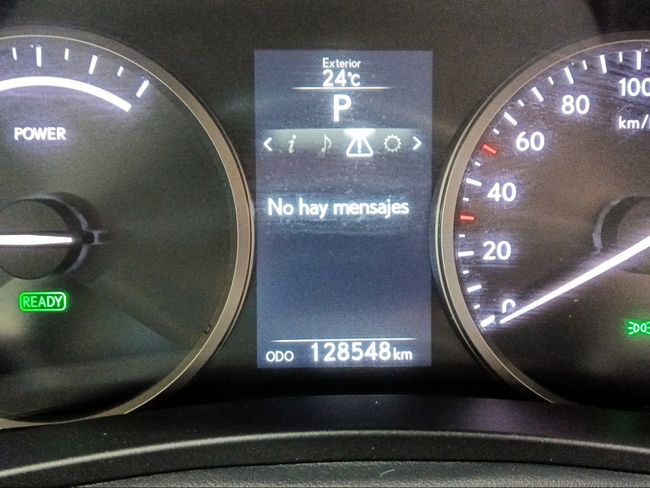 Exterior
24°C
P
POWER
No hay mensajes
READY
ODO 128548 km
100
80
km/
60
40
20
0